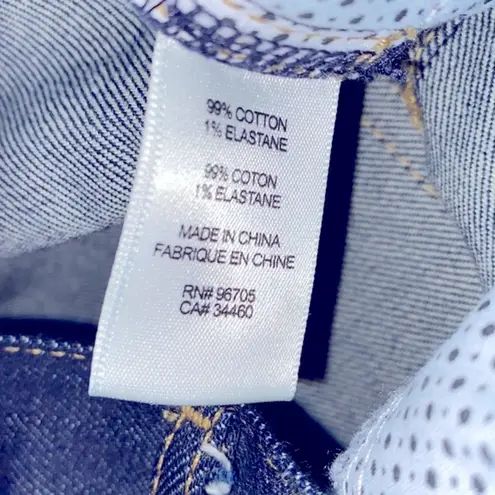 99% COTTON
1% ELASTANE
99% COTON
1% ELASTANE
MADE IN CHINA
FABRIQUE EN CHINE
RN# 96705
CA# 34460